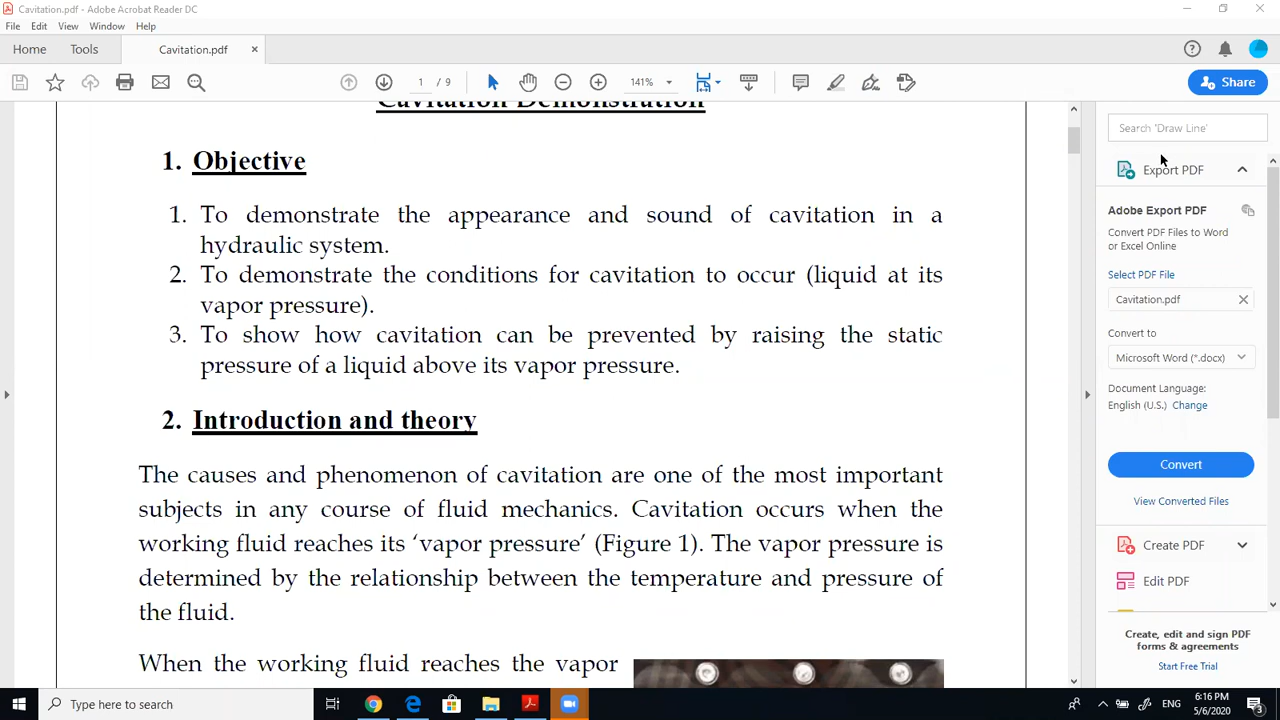 Cavitation.pdf - Adobe Acrobat Reader DC
File Edit View Window Help
Home Tools Cavitation.pdf ×
1 / 9 141% Share
Cavitation Demonstration
1. Objective
1. To demonstrate the appearance and sound of cavitation in a
hydraulic system.
2. To demonstrate the conditions for cavitation to occur (liquid at its
vapor pressure).
3. To show how cavitation can be prevented by raising the static
pressure of a liquid above its vapor pressure.
2. Introduction and theory
The causes and phenomenon of cavitation are one of the most important
subjects in any course of fluid mechanics. Cavitation occurs when the
working fluid reaches its ‘vapor pressure’ (Figure 1). The vapor pressure is
determined by the relationship between the temperature and pressure of
the fluid.
When the working fluid reaches the vapor
Search 'Draw Line'
Export PDF
Adobe Export PDF
Convert PDF Files to Word
or Excel Online
Select PDF File
Cavitation.pdf
Convert to
Microsoft Word (*.docx)
Document Language:
English (U.S.) Change
Convert
View Converted Files
Create PDF
Edit PDF
Create, edit and sign PDF
forms & agreements
Start Free Trial
Type here to search
ENG
6:16 PM
5/6/2020
3